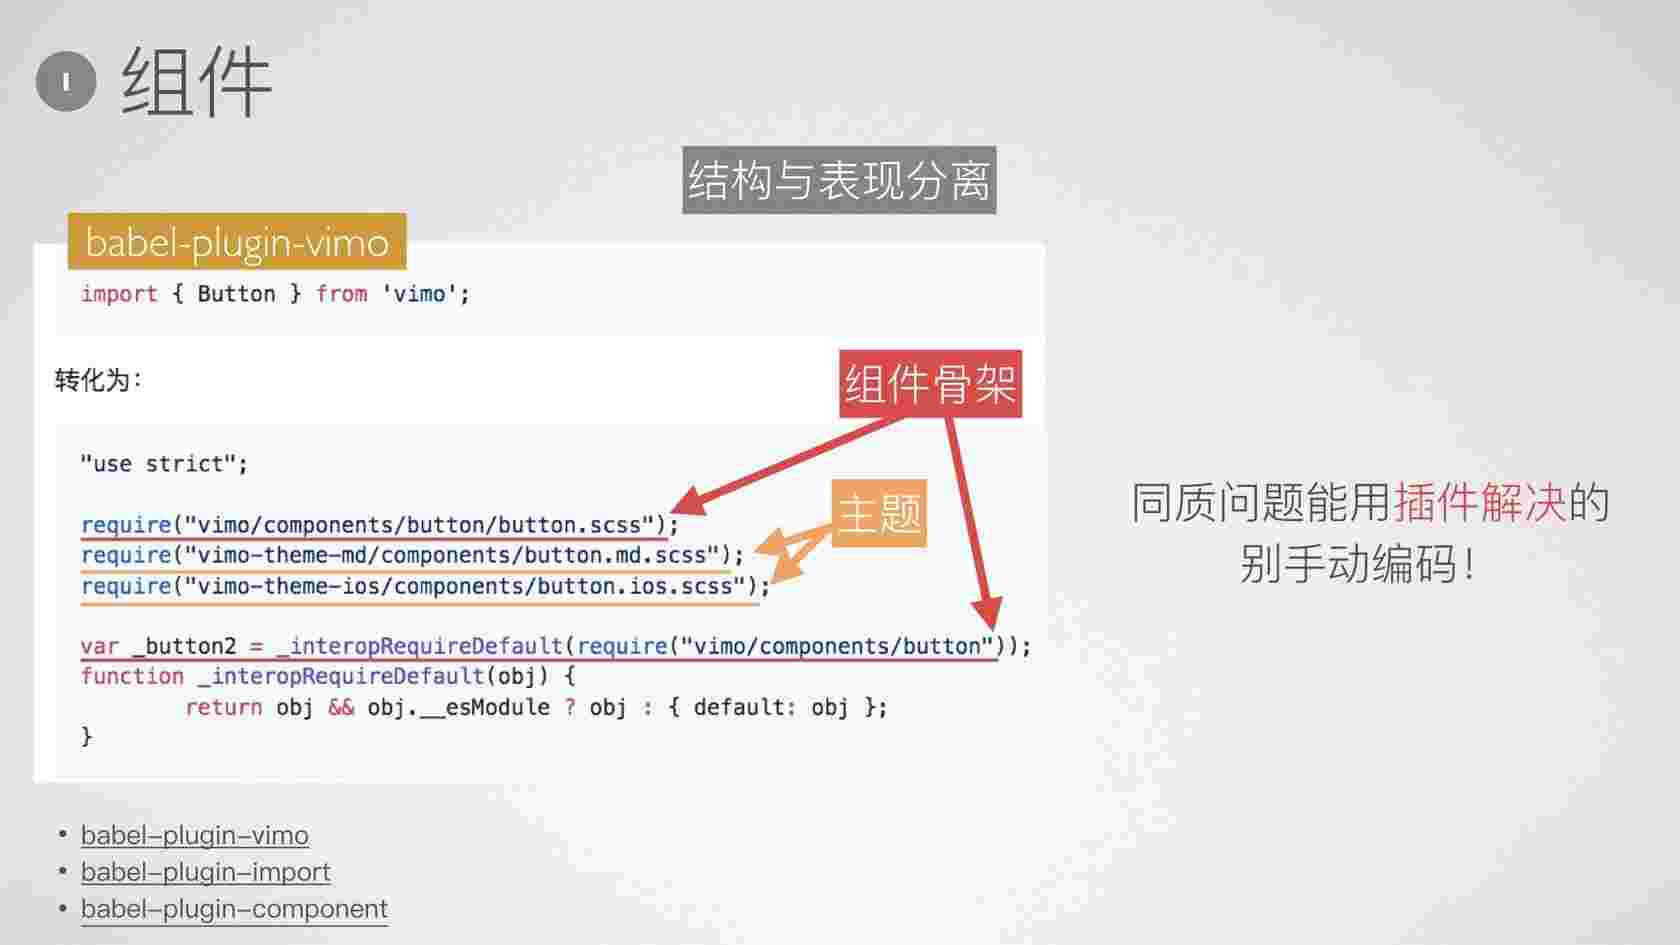 I 组件
结构与表现分离
babel-plugin-vimo
import { Button } from 'vimo';
转化为：
组件骨架
"use strict";
主题
require("vimo/components/button/button.scss");
require("vimo-theme-md/components/button.md.scss");
require("vimo-theme-ios/components/button.ios.scss");
var _button2 = _interopRequireDefault(require("vimo/components/button"));
function _interopRequireDefault(obj) {
return obj && obj.__esModule ? obj : { default: obj };
}
同质问题能用插件解决的
别手动编码！
• babel-plugin-vimo
• babel-plugin-import
• babel-plugin-component